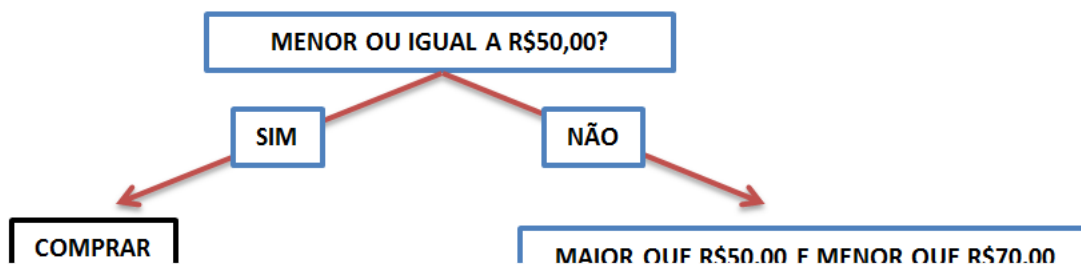 MENOR OU IGUAL A R$50,00?
SIM
NÃO
COMPRAR
MAIOR QUE R$50,00 E MENOR QUE R$70,00